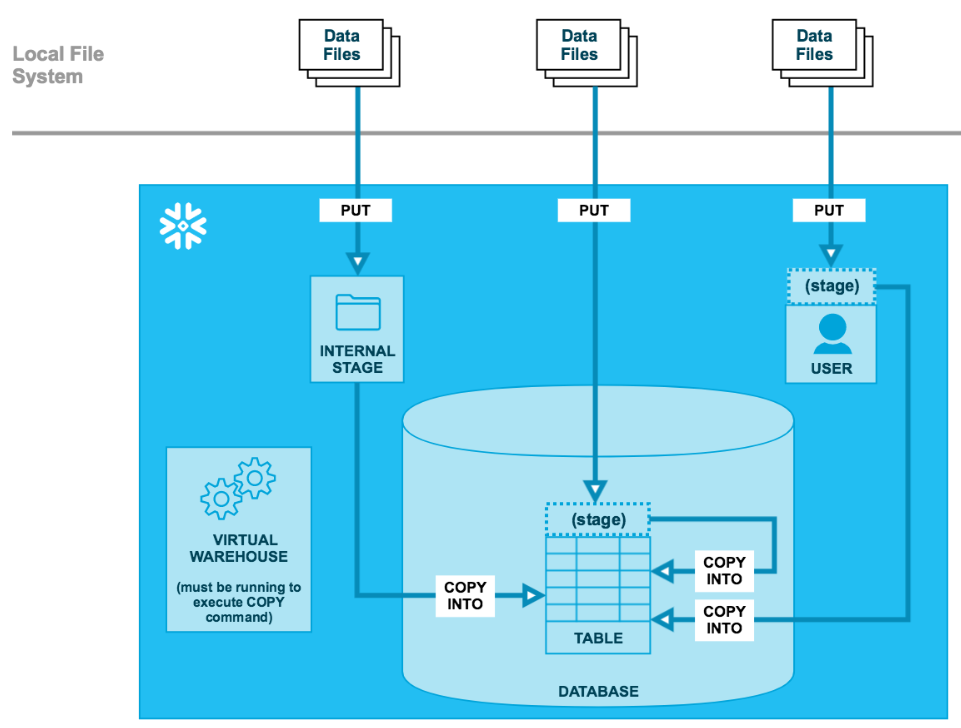 Local File
System
Data
Files
Data
Files
Data
Files
PUT
PUT
PUT
INTERNAL
STAGE
(stage)
USER
VIRTUAL
WAREHOUSE
(must be running to
execute COPY
command)
(stage)
COPY
INTO
COPY
INTO
COPY
INTO
TABLE
DATABASE